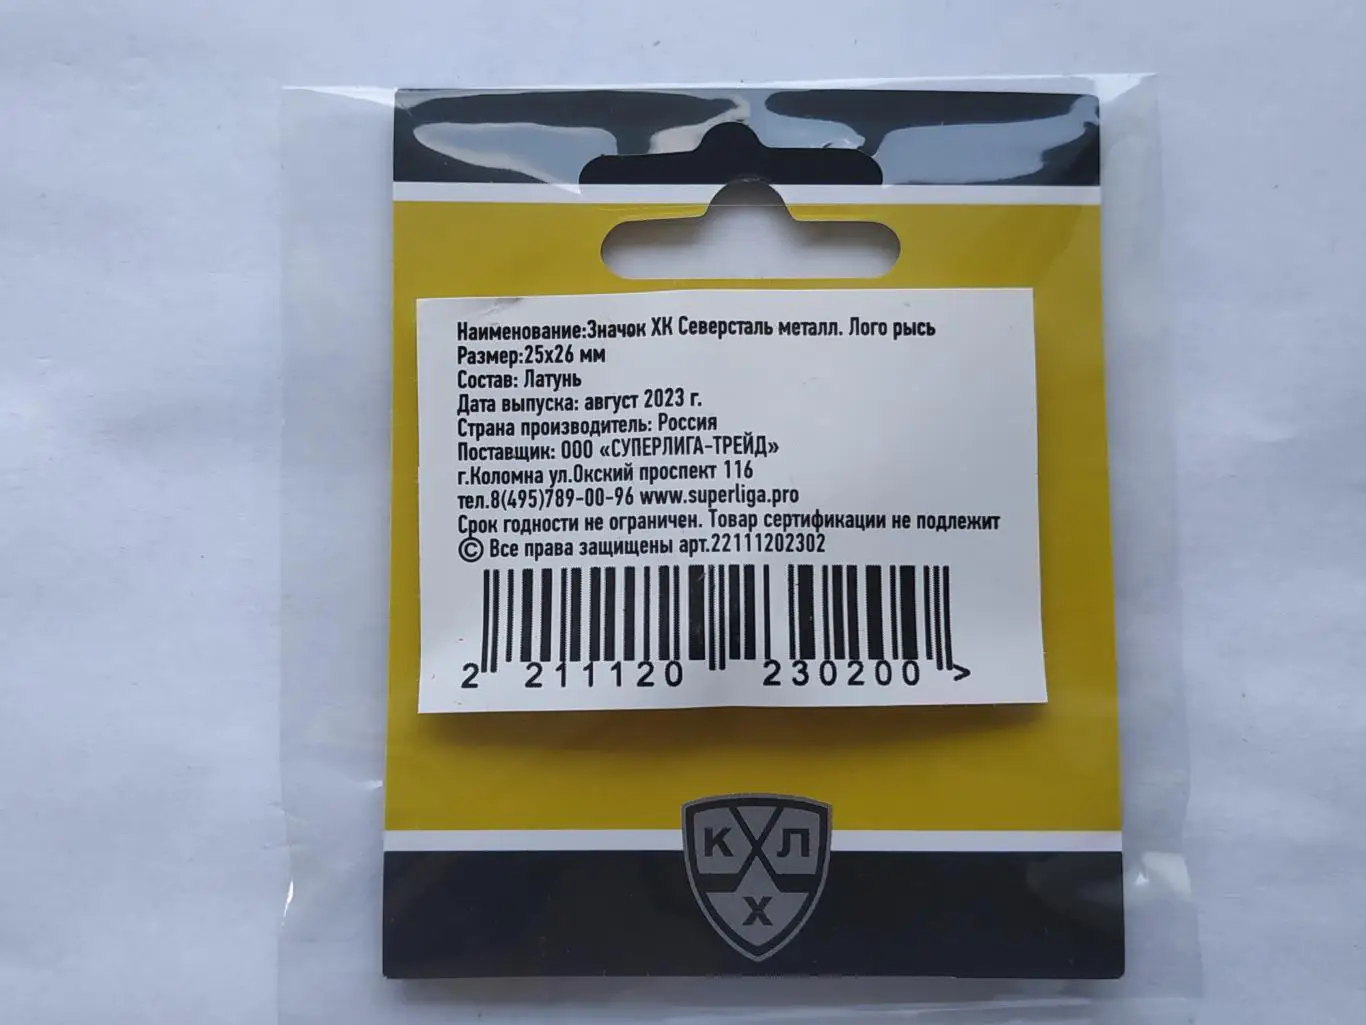 Наименование:Значок ХК Северсталь металл. Лого рысь
Размер:25х26 мм
Состав: Латунь
Дата выпуска: август 2023 г.
Страна производитель: Россия
Поставщик: ООО «СУПЕРЛИГА-ТРЕЙД»
г.Коломна ул.Окский проспект 116
тел.8(495)789-00-96 www.superliga.pro
Срок годности не ограничен. Товар сертификации не подлежит
© Все права защищены арт.22111202302
2 211120 230200 >
КХЛ
Х